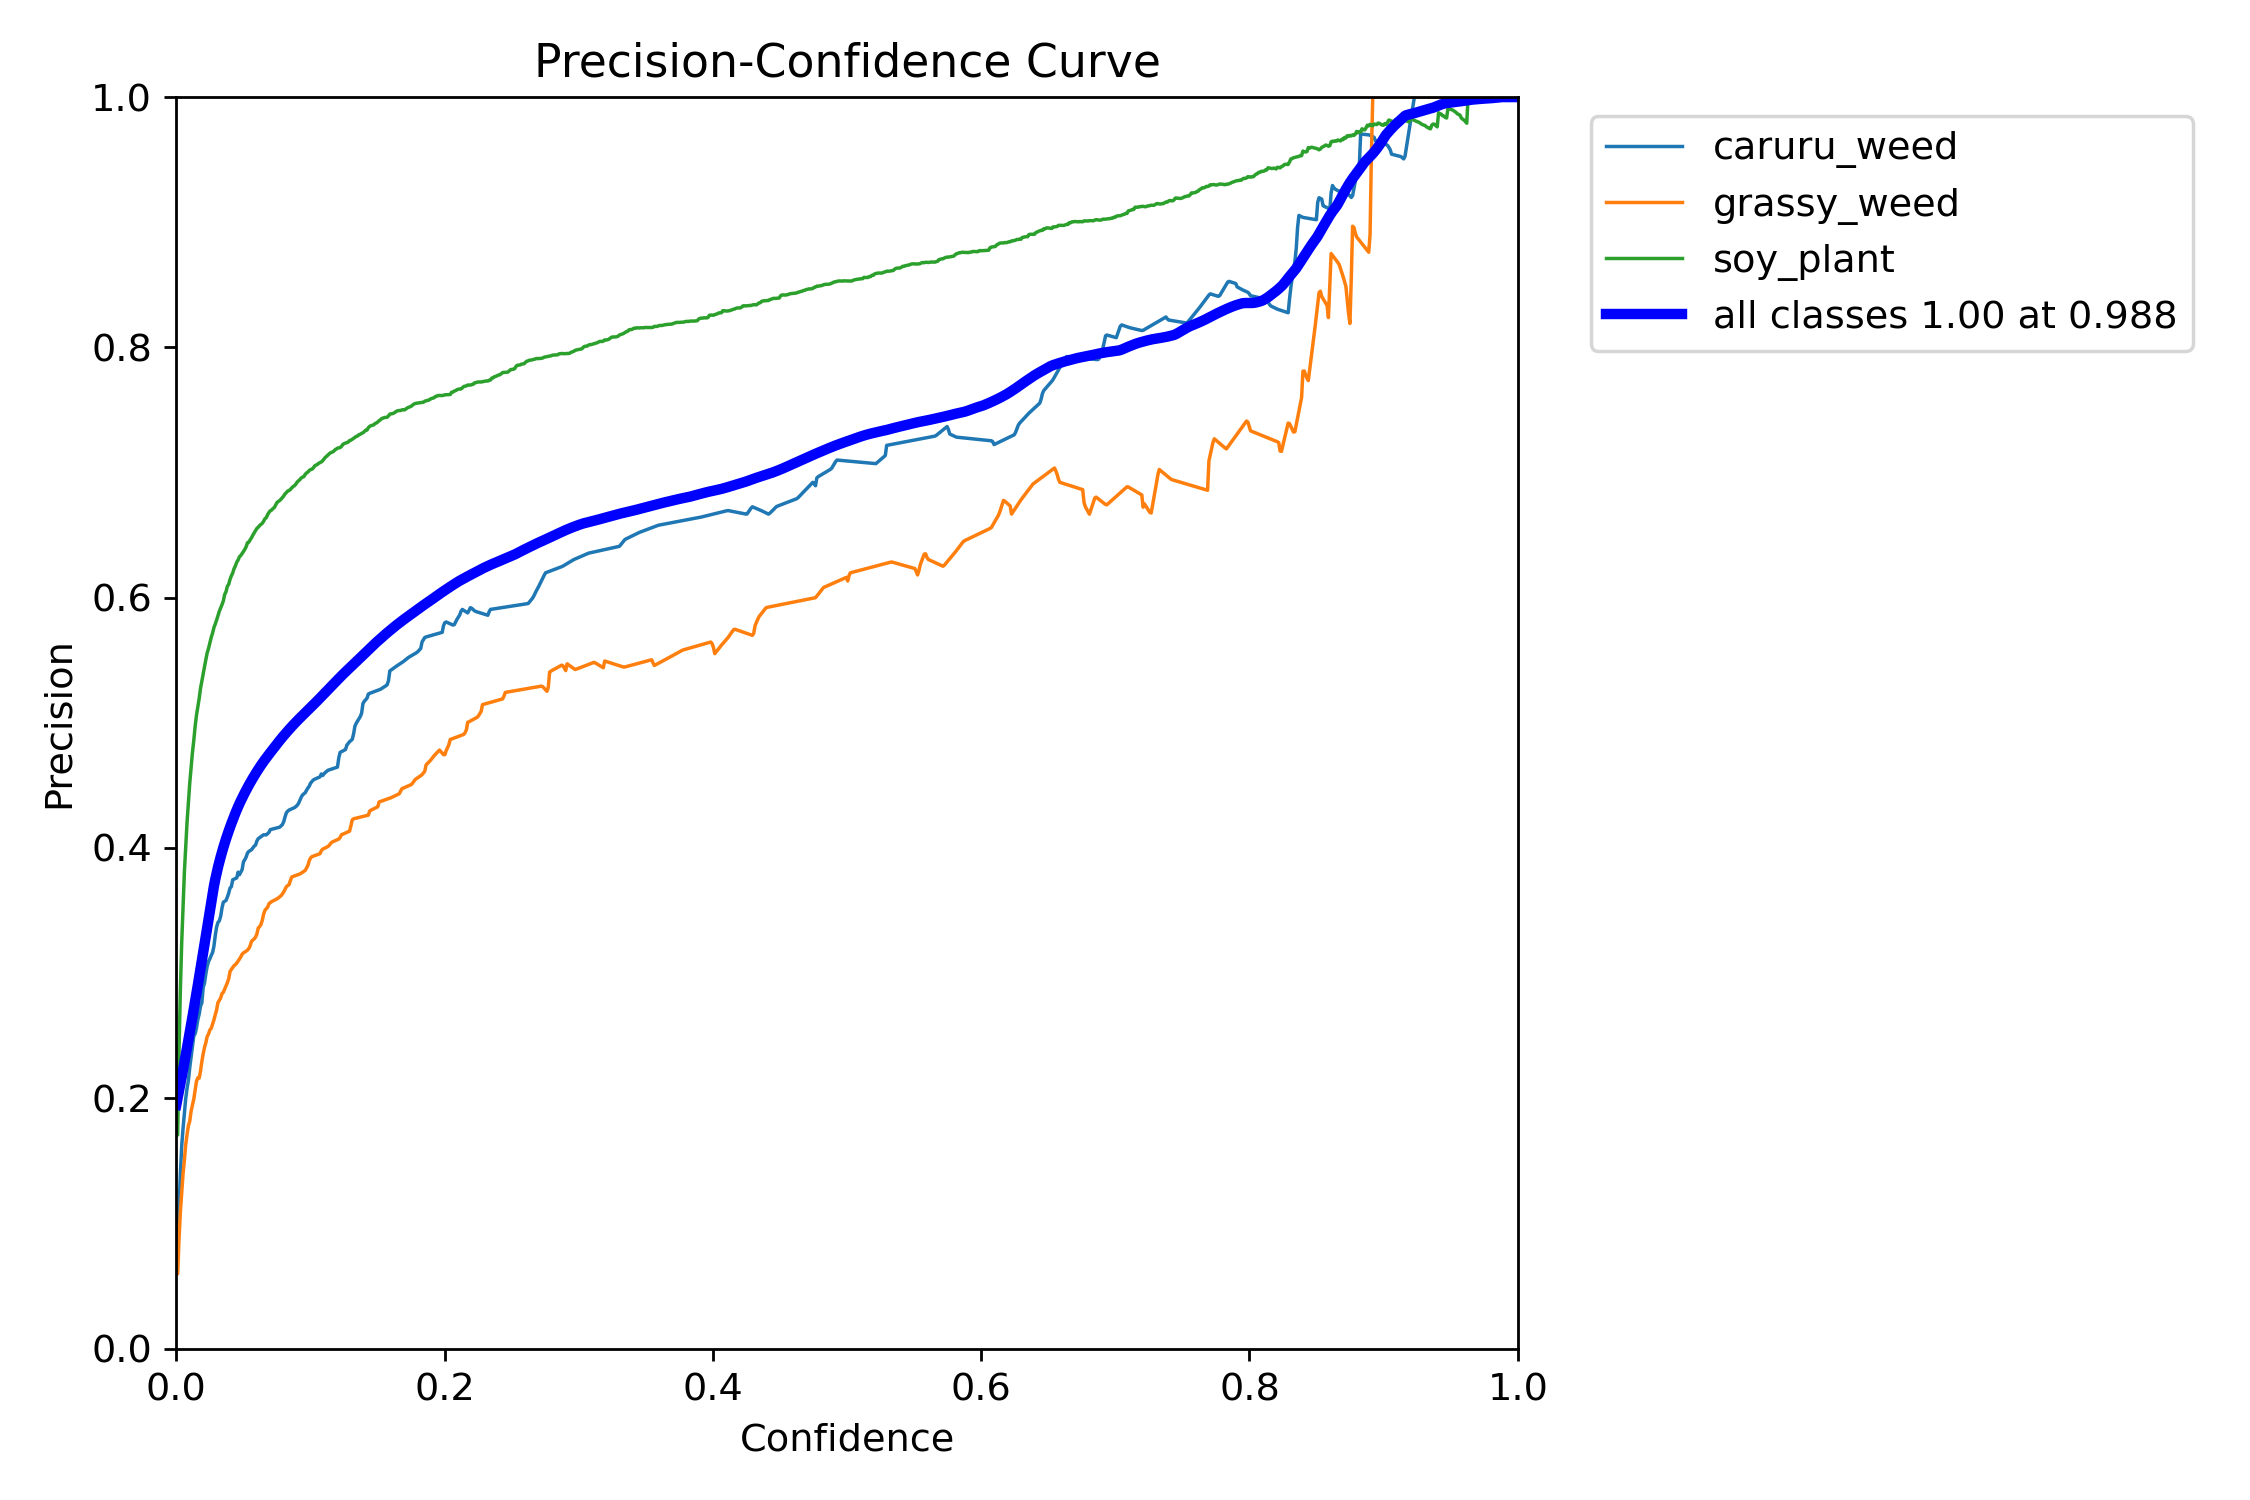 Precision-Confidence Curve
1.0
0.8
0.6
0.4
0.2
0.0
Precision
0.0 0.2 0.4 0.6 0.8 1.0
Confidence
caruru_weed
grassy_weed
soy_plant
all classes 1.00 at 0.988